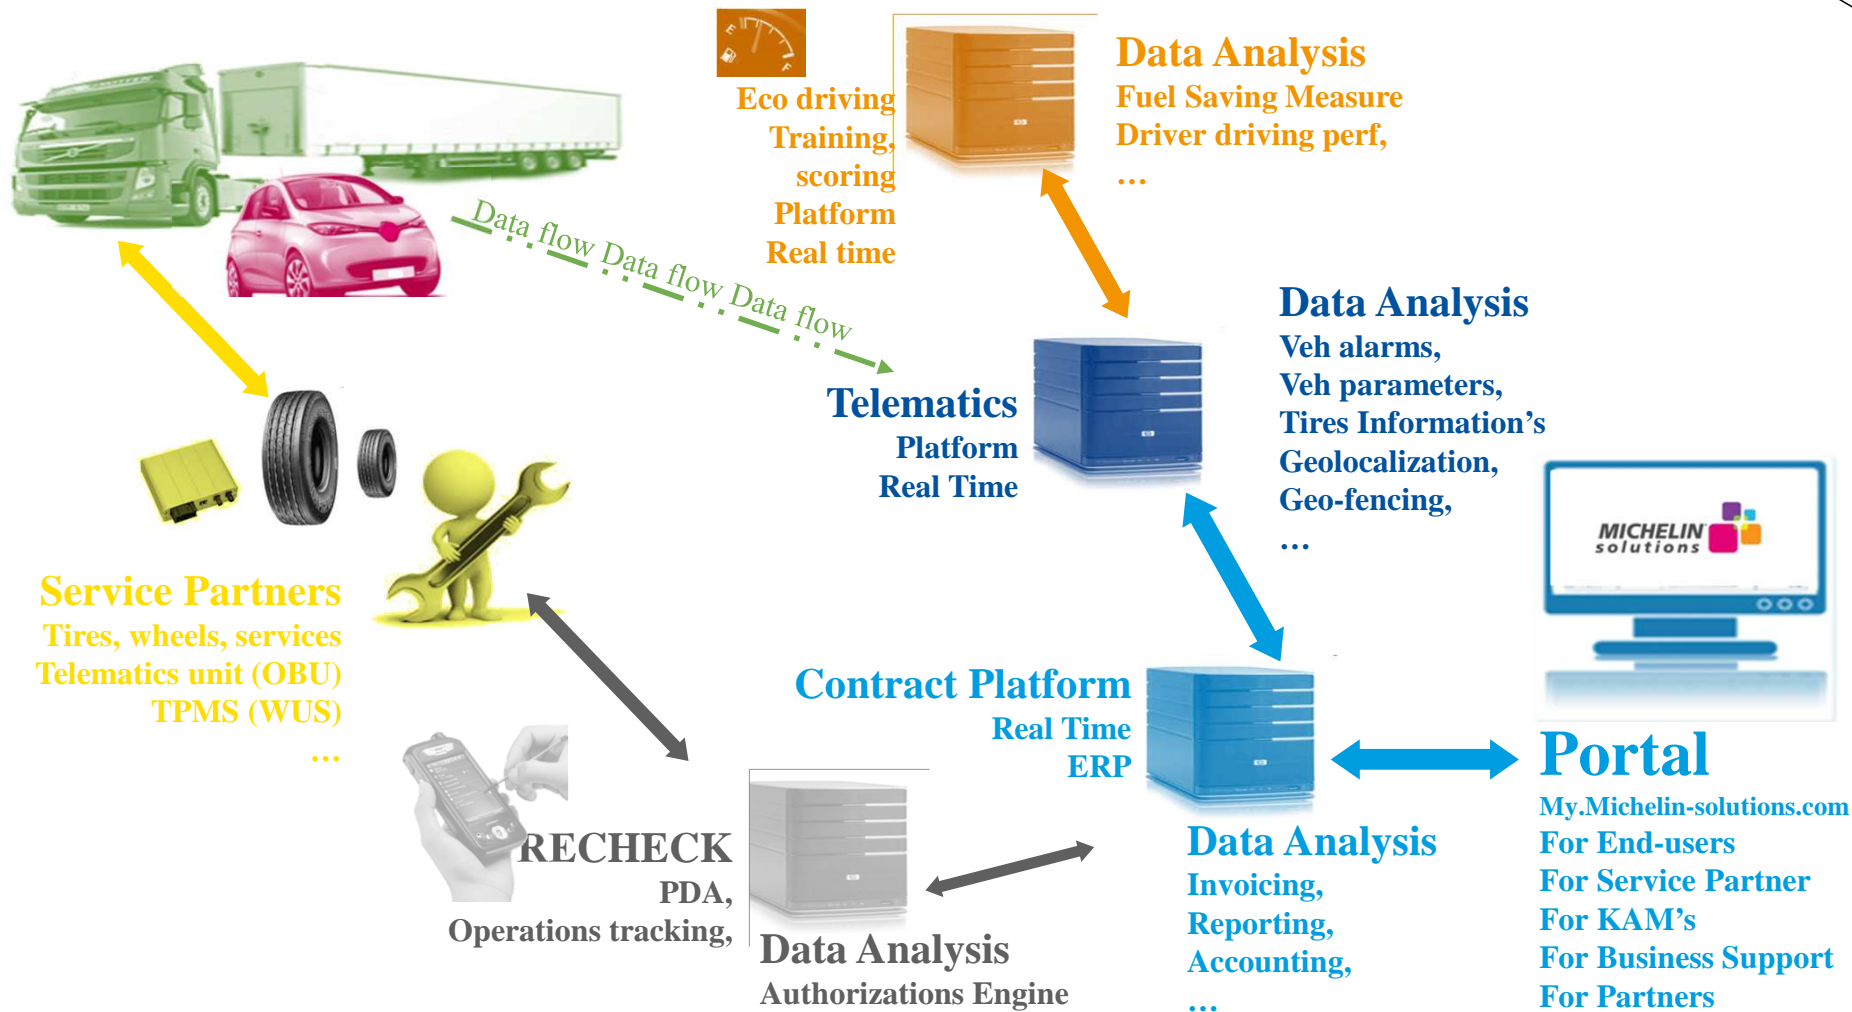 Eco driving
Training,
scoring
Platform
Real time
Data Analysis
Fuel Saving Measure
Driver driving perf,
…
Data flow Data flow Data flow
Telematics
Platform
Real Time
Data Analysis
Veh alarms,
Veh parameters,
Tires Information’s
Geolocalization,
Geo-fencing,
…
MICHELIN
solutions
Service Partners
Tires, wheels, services
Telematics unit (OBU)
TPMS (WUS)
…
Contract Platform
Real Time
ERP
Data Analysis
Invoicing,
Reporting,
Accounting,
…
Portal
My.Michelin-solutions.com
For End-users
For Service Partner
For KAM’s
For Business Support
For Partners
RECHECK
PDA,
Operations tracking,
Data Analysis
Authorizations Engine
E
F